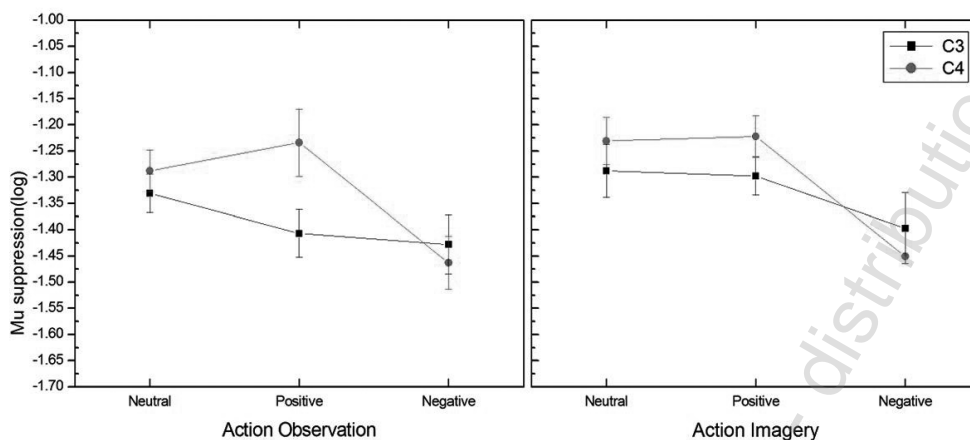 -1.00
-1.05
-1.10
-1.15
-1.20
-1.25
-1.30
-1.35
-1.40
-1.45
-1.50
-1.55
-1.60
-1.65
-1.70
Mu suppression(log)
Neutral Positive Negative
Action Observation
C3
C4
Neutral Positive Negative
Action Imagery
distributio